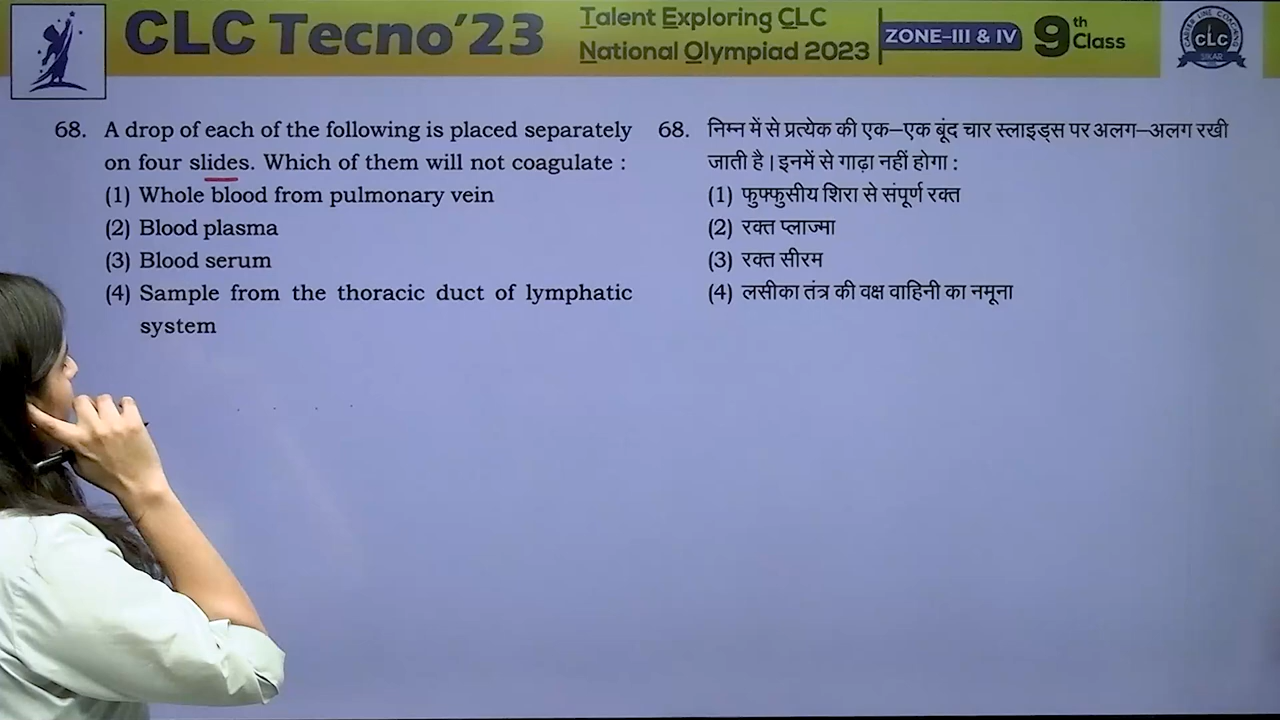 CLC Tecno'23
Talent Exploring CLC
National Olympiad 2023
ZONE–III & IV
9th Class
CAREER LINE COACHING
CLC
SIKAR
68. A drop of each of the following is placed separately
on four slides. Which of them will not coagulate :
(1) Whole blood from pulmonary vein
(2) Blood plasma
(3) Blood serum
(4) Sample from the thoracic duct of lymphatic
system
68. निम्न में से प्रत्येक की एक–एक बूंद चार स्लाइड्स पर अलग–अलग रखी
जाती है। इनमें से गाढ़ा नहीं होगा :
(1) फुफ्फुसीय शिरा से संपूर्ण रक्त
(2) रक्त प्लाज्मा
(3) रक्त सीरम
(4) लसीका तंत्र की वक्ष वाहिनी का नमूना